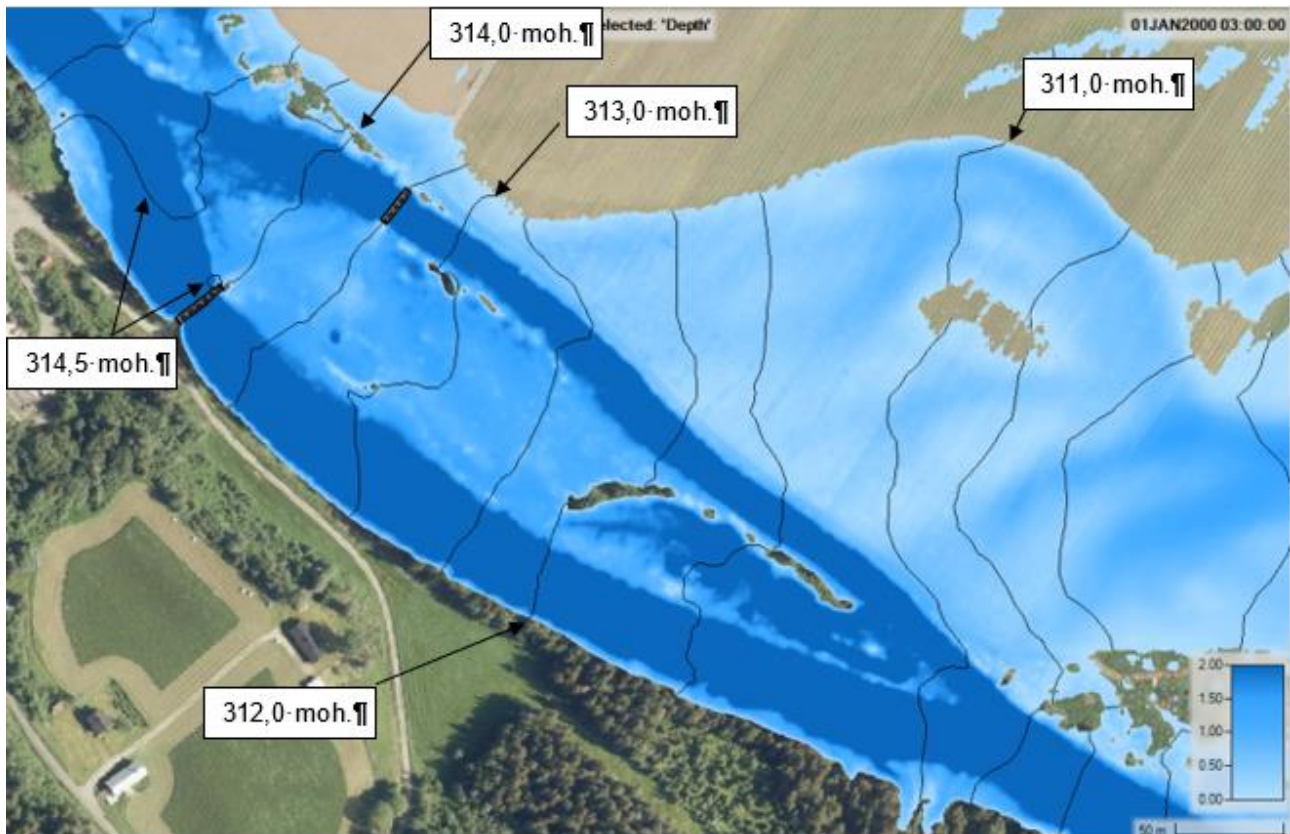 elected: 'Depth'
01JAN2000 03:00:00
314,0·moh.¶
313,0·moh.¶
311,0·moh.¶
314,5·moh.¶
312,0·moh.¶
2.00
1.50
1.00
0.50
0.00
50 m